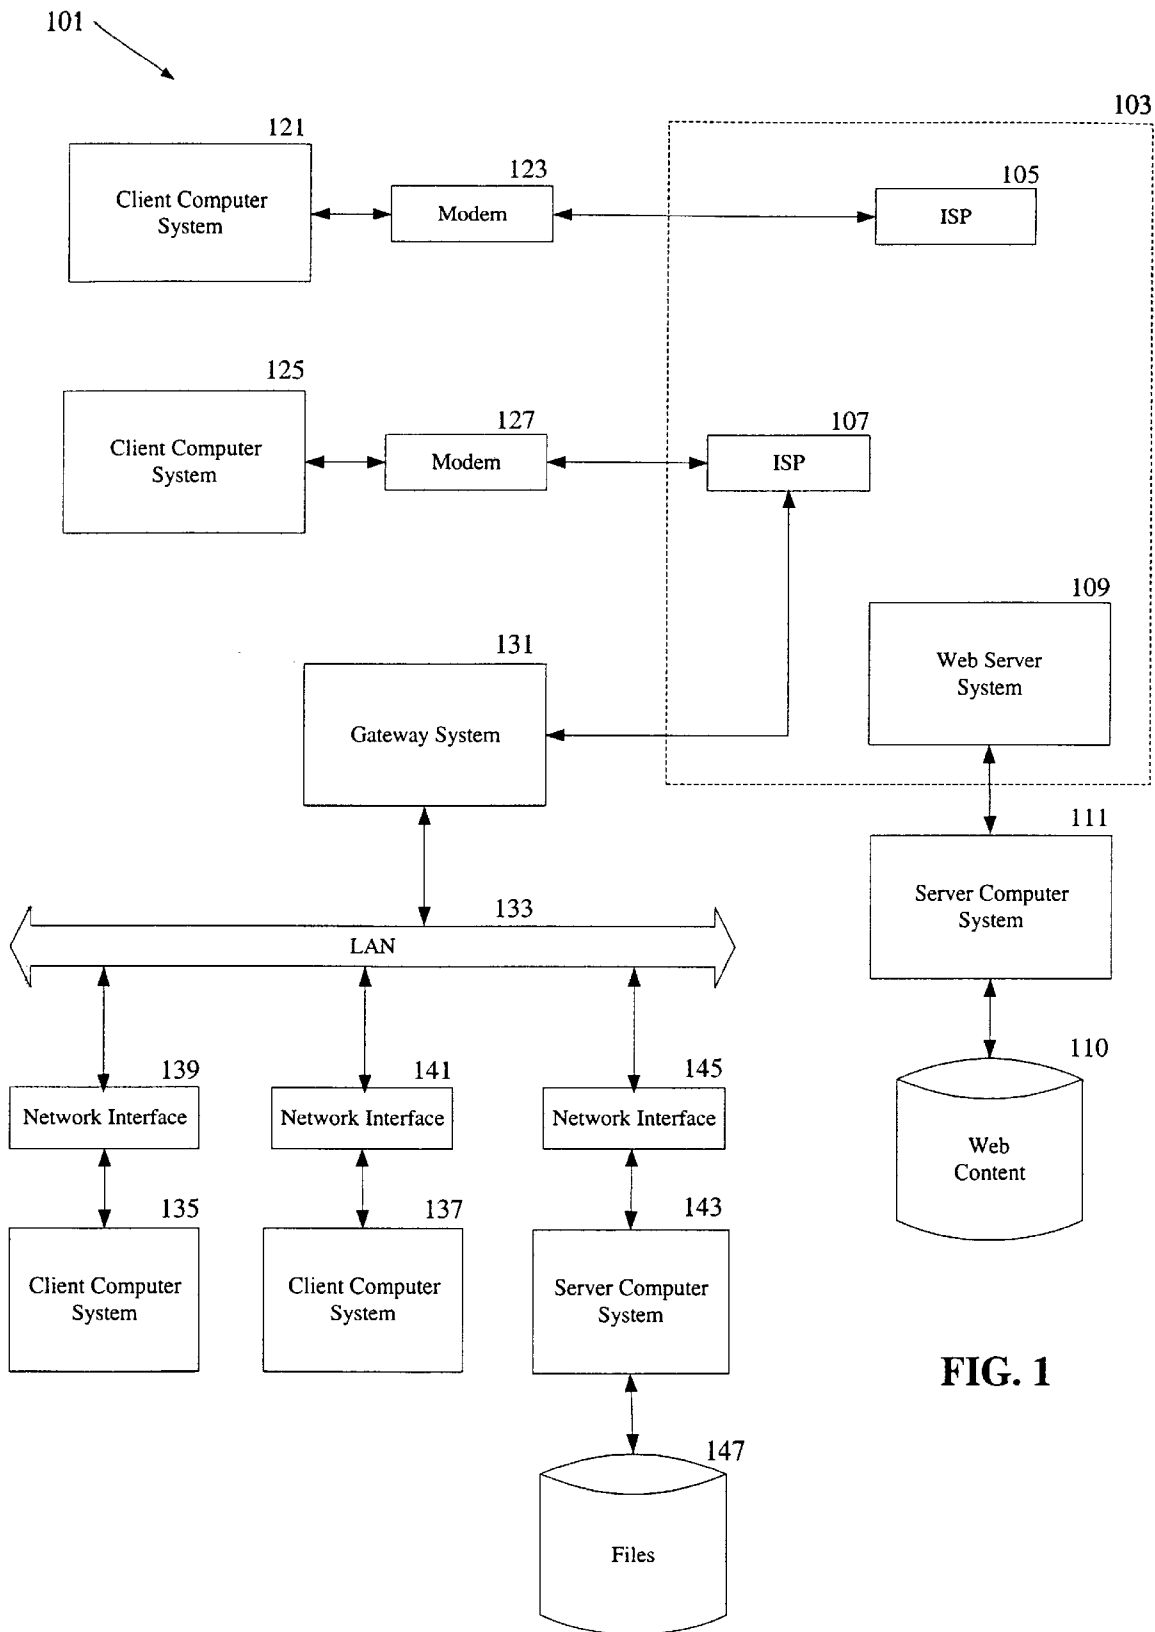 101
103
121
Client Computer
System
123
Modem
105
ISP
125
Client Computer
System
127
Modem
107
ISP
109
Web Server
System
131
Gateway System
111
Server Computer
System
133
LAN
110
Web
Content
139
Network Interface
141
Network Interface
145
Network Interface
135
Client Computer
System
137
Client Computer
System
143
Server Computer
System
FIG. 1
147
Files